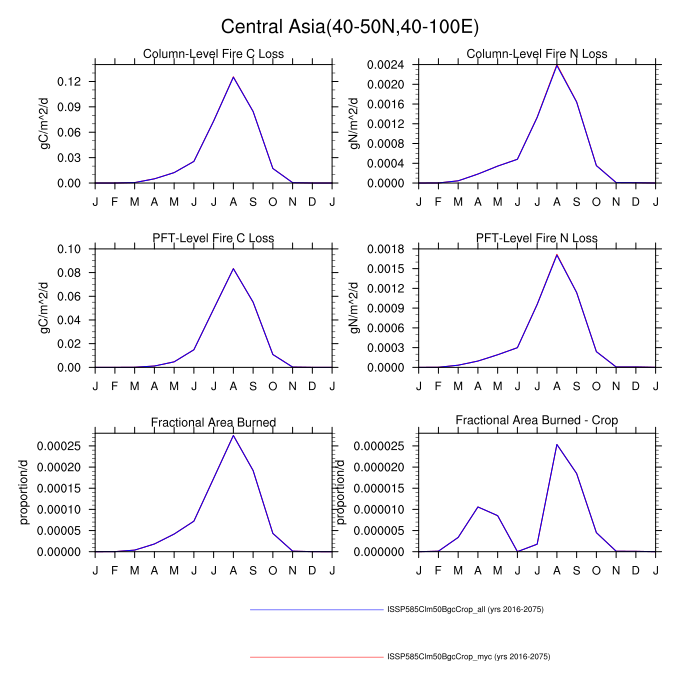 Central Asia(40-50N,40-100E)
Column-Level Fire C Loss
gC/m^2/d
0.12
0.09
0.06
0.03
0.00
J F M A M J J A S O N D J
Column-Level Fire N Loss
gN/m^2/d
0.0024
0.0020
0.0016
0.0012
0.0008
0.0004
0.0000
J F M A M J J A S O N D J
PFT-Level Fire C Loss
gC/m^2/d
0.10
0.08
0.06
0.04
0.02
0.00
J F M A M J J A S O N D J
PFT-Level Fire N Loss
gN/m^2/d
0.0018
0.0015
0.0012
0.0009
0.0006
0.0003
0.0000
J F M A M J J A S O N D J
Fractional Area Burned
proportion/d
0.00025
0.00020
0.00015
0.00010
0.00005
0.00000
J F M A M J J A S O N D J
Fractional Area Burned - Crop
proportion/d
0.000025
0.000020
0.000015
0.000010
0.000005
0.000000
J F M A M J J A S O N D J
ISSP585Clm50BgcCrop_all (yrs 2016-2075)
ISSP585Clm50BgcCrop_myc (yrs 2016-2075)